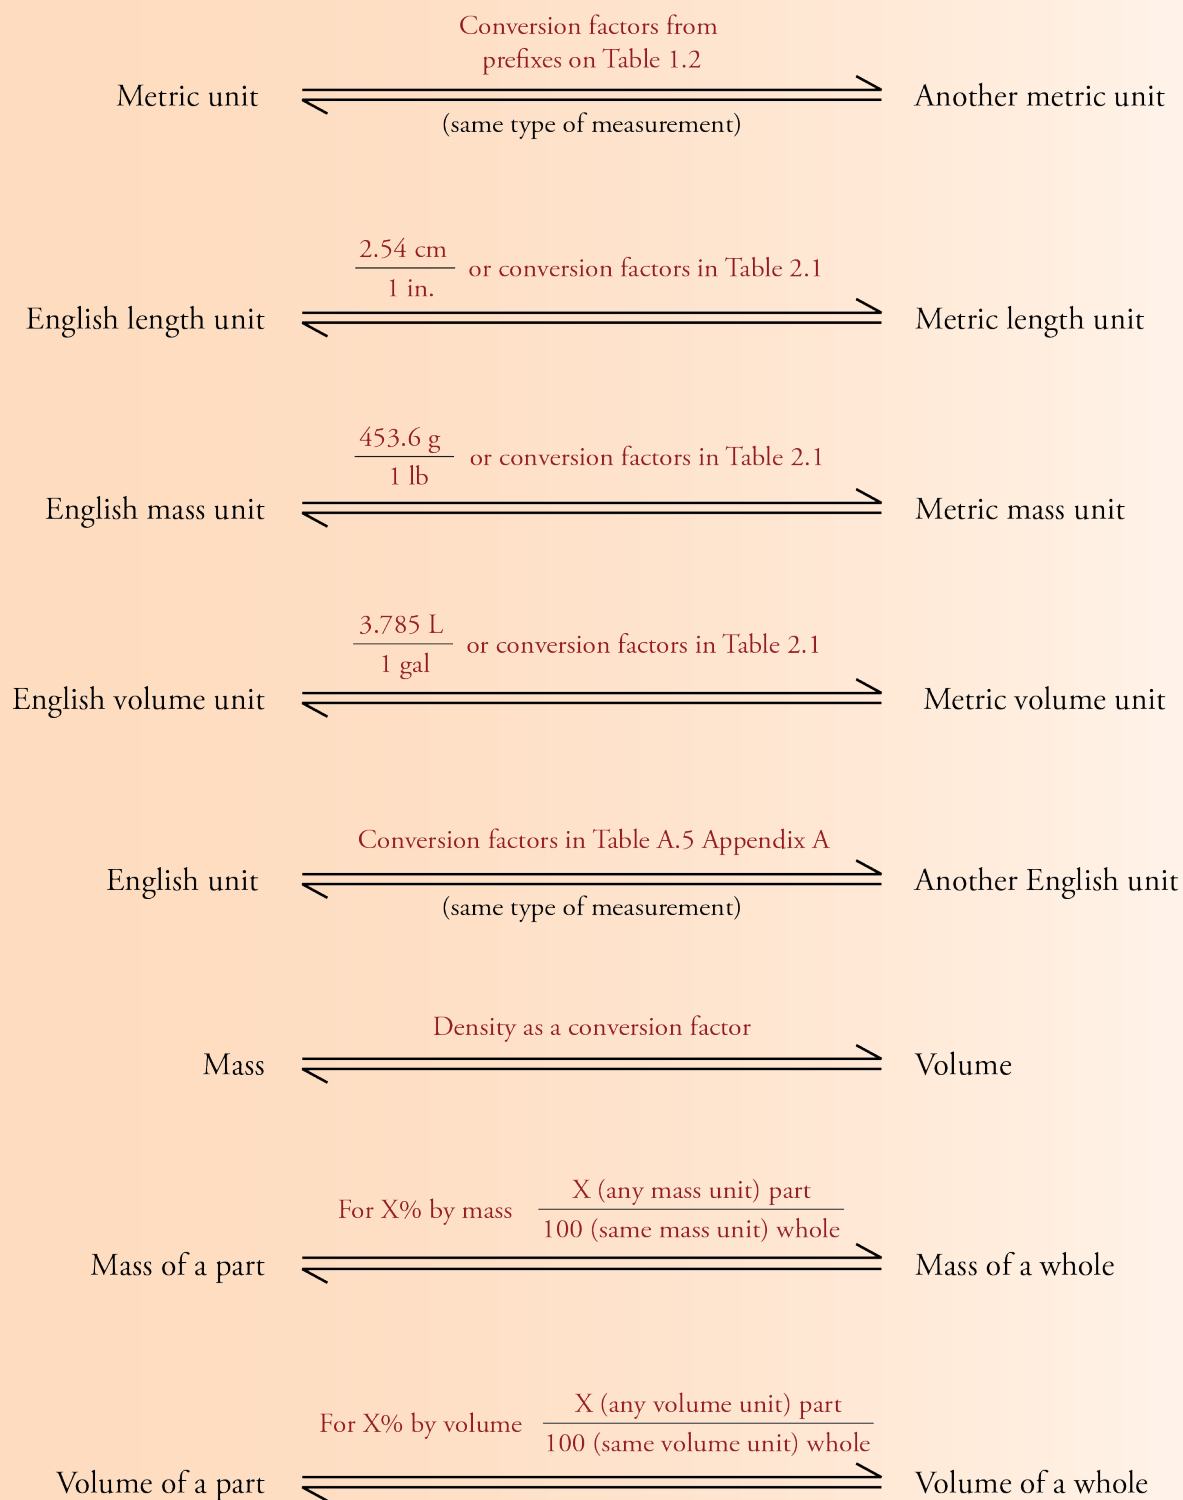 Conversion factors from
prefixes on Table 1.2
Metric unit
Another metric unit
(same type of measurement)
2.54 cm
1 in.
or conversion factors in Table 2.1
English length unit
Metric length unit
453.6 g
1 lb
or conversion factors in Table 2.1
English mass unit
Metric mass unit
3.785 L
1 gal
or conversion factors in Table 2.1
English volume unit
Metric volume unit
Conversion factors in Table A.5 Appendix A
English unit
Another English unit
(same type of measurement)
Density as a conversion factor
Mass
Volume
For X% by mass
X (any mass unit) part
100 (same mass unit) whole
Mass of a part
Mass of a whole
For X% by volume
X (any volume unit) part
100 (same volume unit) whole
Volume of a part
Volume of a whole